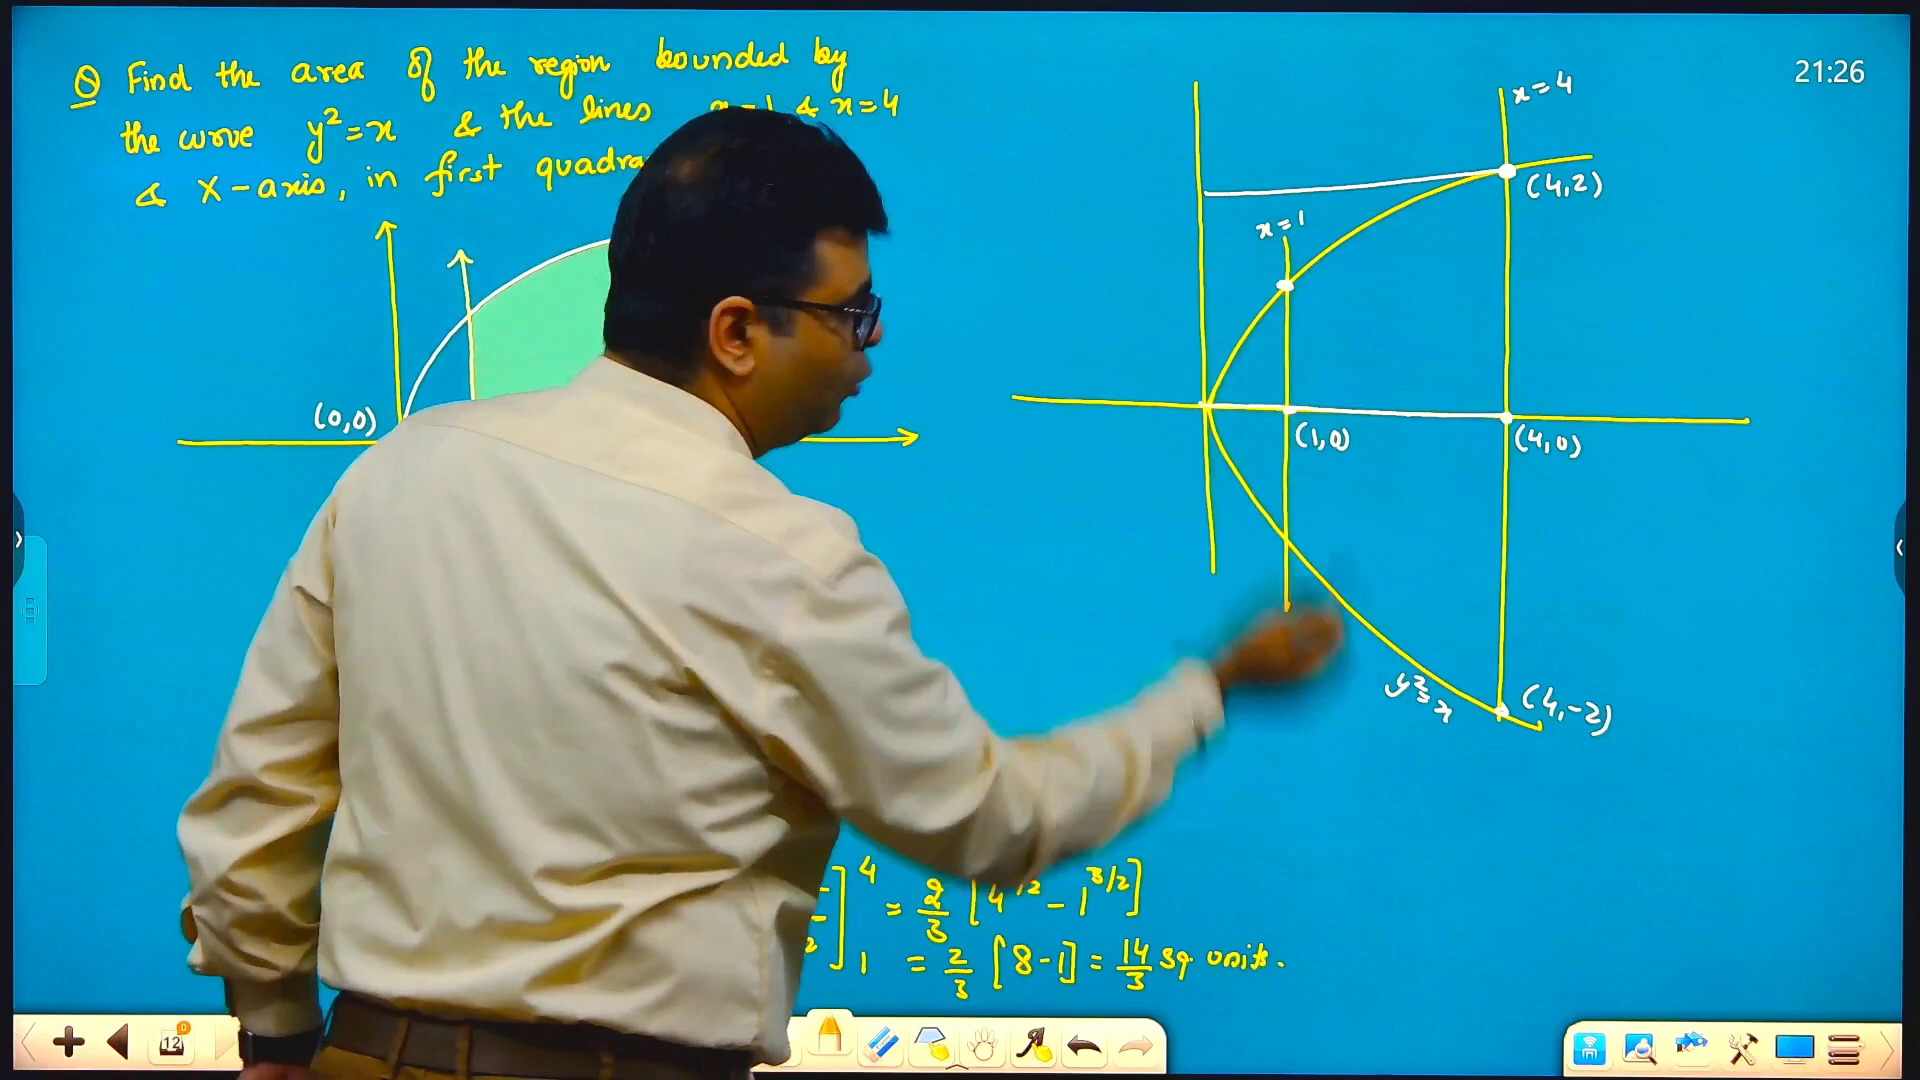 Q Find the area of the region bounded by
the curve y²=x & the lines & x=4
& X-axis, in first
(0,0)
21:26
x=4
(4,2)
x=1
(1,0)
(4,0)
y²=x
(4,-2)
]₁⁴ = 2/3 [4 - 1^3/2]
= 2/3 [8-1] = 14/3 sq. units.
12
0